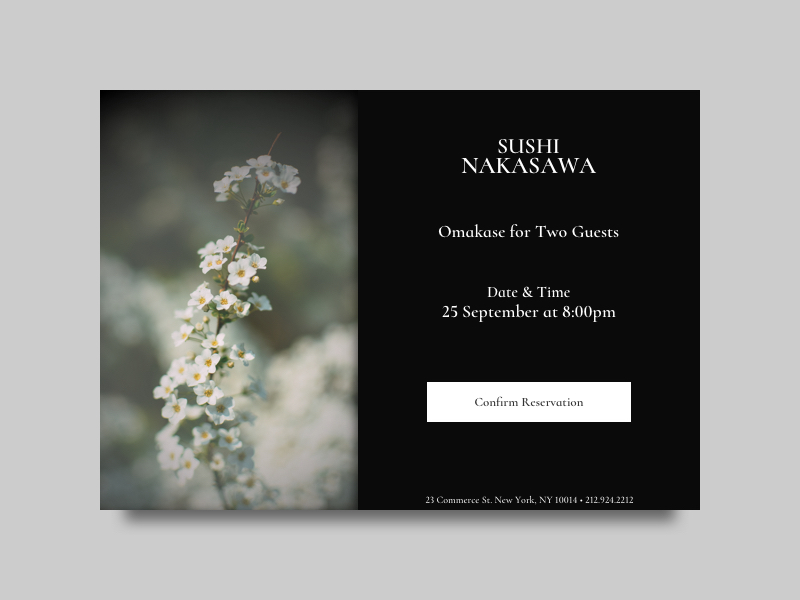 SUSHI
NAKASAWA
Omakase for Two Guests
Date & Time
25 September at 8:00pm
Confirm Reservation
23 Commerce St. New York, NY 10014 • 212.924.2212